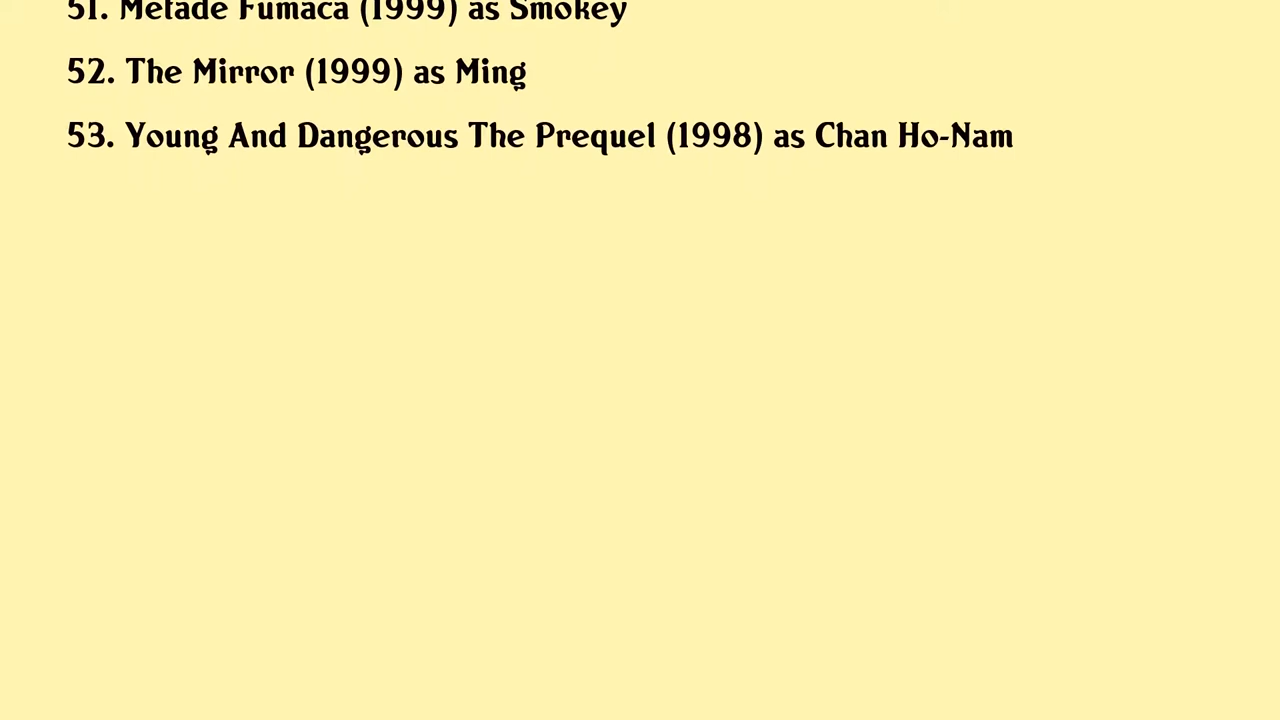 51. Metade Fumaca (1999) as Smokey
52. The Mirror (1999) as Ming
53. Young And Dangerous The Prequel (1998) as Chan Ho-Nam